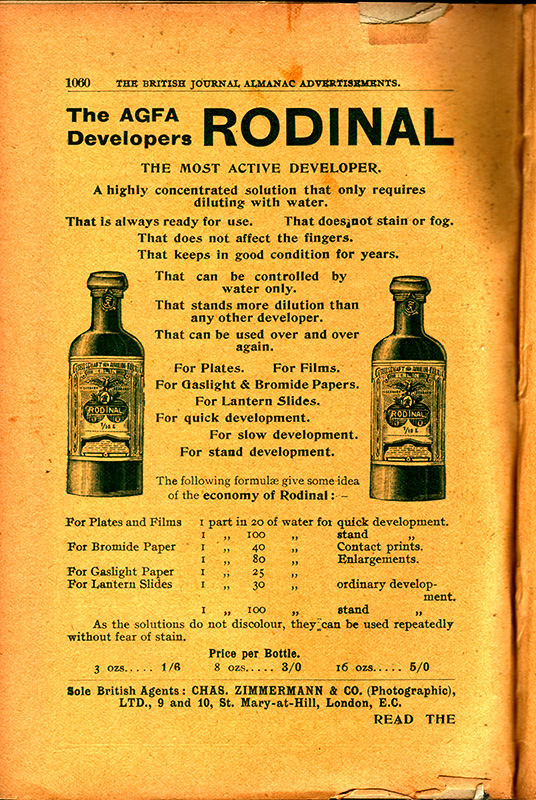 1060 THE BRITISH JOURNAL ALMANAC ADVERTISEMENTS.
The AGFA
Developers RODINAL
THE MOST ACTIVE DEVELOPER.
A highly concentrated solution that only requires
diluting with water.
That is always ready for use. That does not stain or fog.
That does not affect the fingers.
That keeps in good condition for years.
That can be controlled by
water only.
That stands more dilution than
any other developer.
That can be used over and over
again.
For Plates. For Films.
For Gaslight & Bromide Papers.
For Lantern Slides.
For quick development.
For slow development.
For stand development.
RODINAL
RODINAL
The following formulæ give some idea
of the economy of Rodinal:—
For Plates and Films 1 part in 20 of water for quick development.
1 „ 100 „ stand „
For Bromide Paper 1 „ 40 „ Contact prints.
1 „ 80 „ Enlargements.
For Gaslight Paper 1 „ 25 „
For Lantern Slides 1 „ 30 „ ordinary develop-
ment.
1 „ 100 „ stand „
As the solutions do not discolour, they can be used repeatedly
without fear of stain.
Price per Bottle.
3 ozs..... 1/6 8 ozs..... 3/0 16 ozs..... 5/0
Sole British Agents: CHAS. ZIMMERMANN & CO. (Photographic),
LTD., 9 and 10, St. Mary-at-Hill, London, E.C.
READ THE